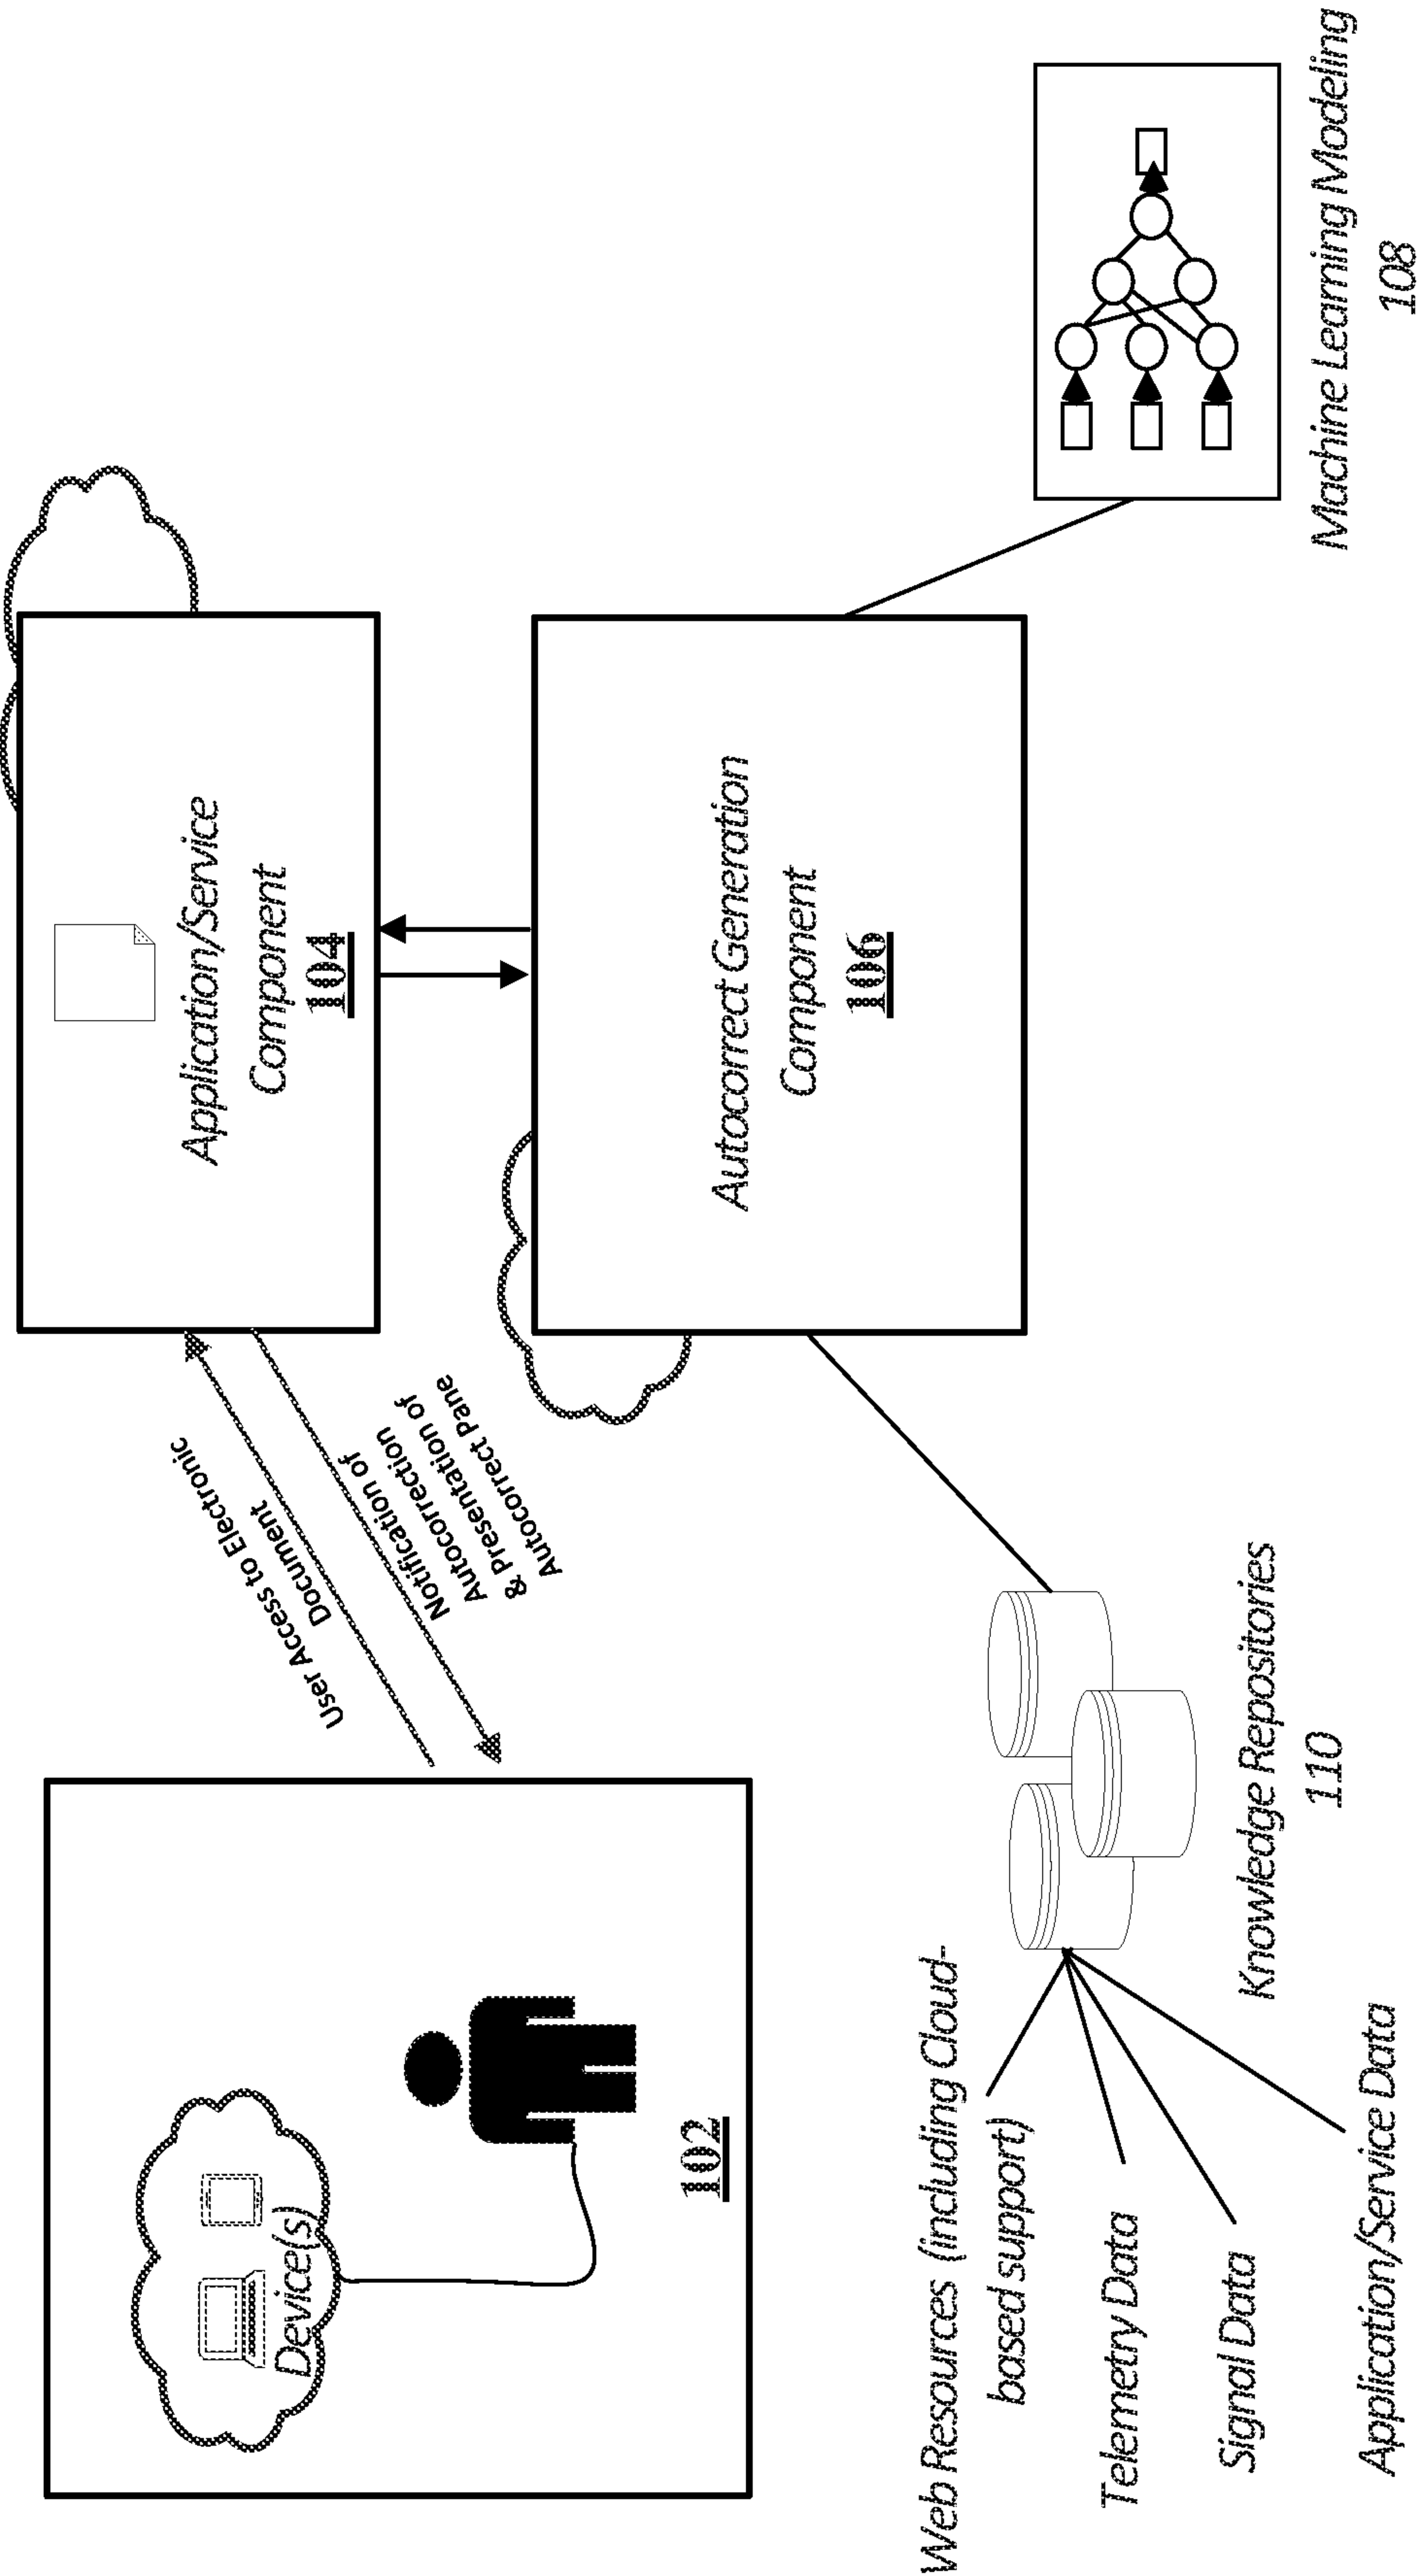 Device(s)
102
User Access to Electronic
Document
Notification of
Autocorrection
& Presentation of
Autocorrect Pane
Application/Service
Component
104
Autocorrect Generation
Component
106
Web Resources (including Cloud-
based support)
Telemetry Data
Signal Data
Application/Service Data
Knowledge Repositories
110
Machine Learning Modeling
108